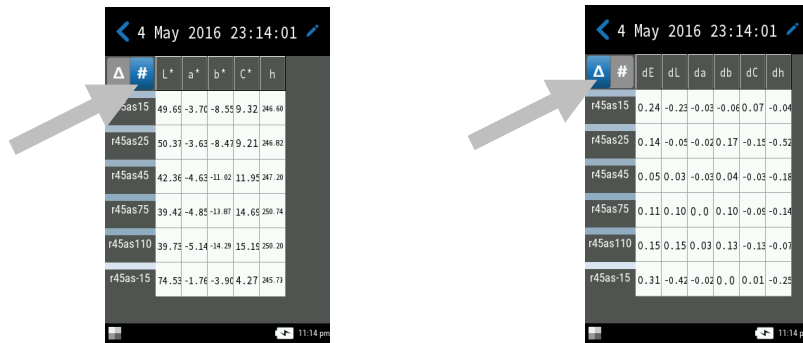 4 May 2016 23:14:01
Δ # L* a* b* C* h
r45as15 49.69 -3.70 -8.55 9.32 246.60
r45as25 50.37 -3.63 -8.47 9.21 246.82
r45as45 42.36 -4.63 -11.02 11.95 247.20
r45as75 39.42 -4.85 -13.87 14.69 250.74
r45as110 39.73 -5.14 -14.29 15.19 250.20
r45as-15 74.53 -1.76 -3.90 4.27 245.73
11:14 pm
4 May 2016 23:14:01
Δ # dE dL da db dC dh
r45as15 0.24 -0.23 -0.03 -0.06 0.07 -0.04
r45as25 0.14 -0.05 -0.02 0.17 -0.15 -0.52
r45as45 0.05 0.03 -0.03 0.04 -0.03 -0.18
r45as75 0.11 0.10 0.0 0.10 -0.09 -0.14
r45as110 0.15 0.15 0.03 0.13 -0.13 -0.07
r45as-15 0.31 -0.42 -0.02 0.0 0.01 -0.25
11:14 p